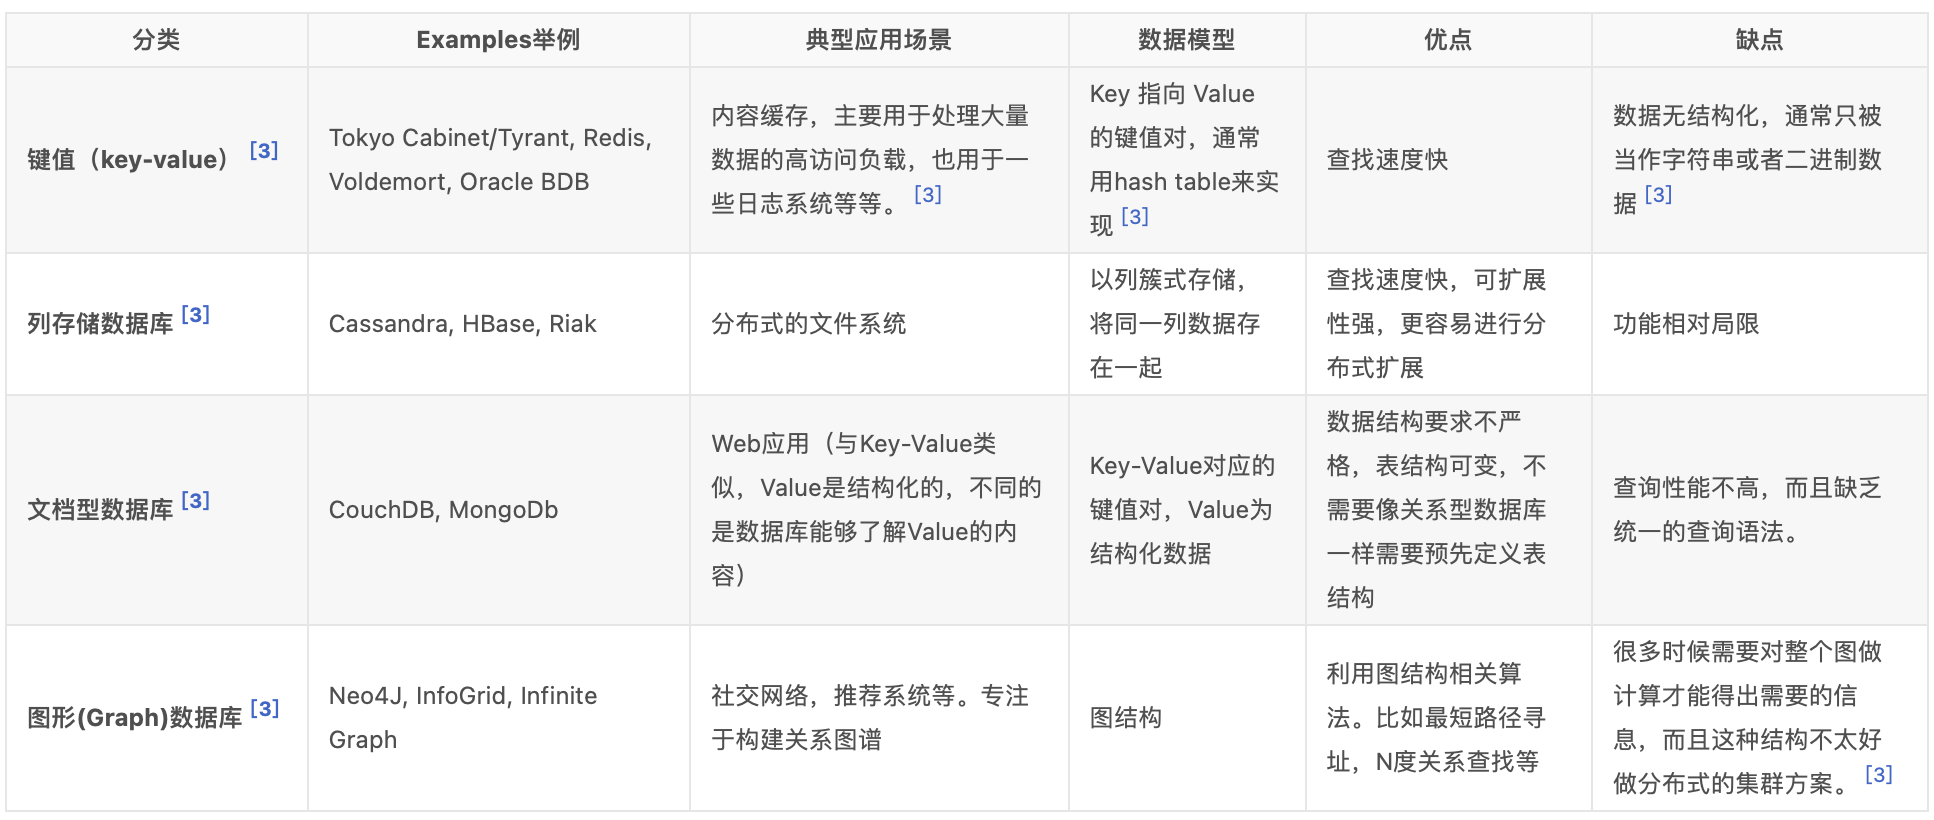 分类
Examples举例
典型应用场景
数据模型
优点
缺点
键值（key-value） [3]
Tokyo Cabinet/Tyrant, Redis,
Voldemort, Oracle BDB
内容缓存，主要用于处理大量
数据的高访问负载，也用于一
些日志系统等等。 [3]
Key 指向 Value
的键值对，通常
用hash table来实
现 [3]
查找速度快
数据无结构化，通常只被
当作字符串或者二进制数
据 [3]
列存储数据库 [3]
Cassandra, HBase, Riak
分布式的文件系统
以列簇式存储，
将同一列数据存
在一起
查找速度快，可扩展
性强，更容易进行分
布式扩展
功能相对局限
文档型数据库 [3]
CouchDB, MongoDb
Web应用（与Key-Value类
似，Value是结构化的，不同的
是数据库能够了解Value的内
容）
Key-Value对应的
键值对，Value为
结构化数据
数据结构要求不严
格，表结构可变，不
需要像关系型数据库
一样需要预先定义表
结构
查询性能不高，而且缺乏
统一的查询语法。
图形(Graph)数据库 [3]
Neo4J, InfoGrid, Infinite
Graph
社交网络，推荐系统等。专注
于构建关系图谱
图结构
利用图结构相关算
法。比如最短路径寻
址，N度关系查找等
很多时候需要对整个图做
计算才能得出需要的信
息，而且这种结构不太好
做分布式的集群方案。 [3]